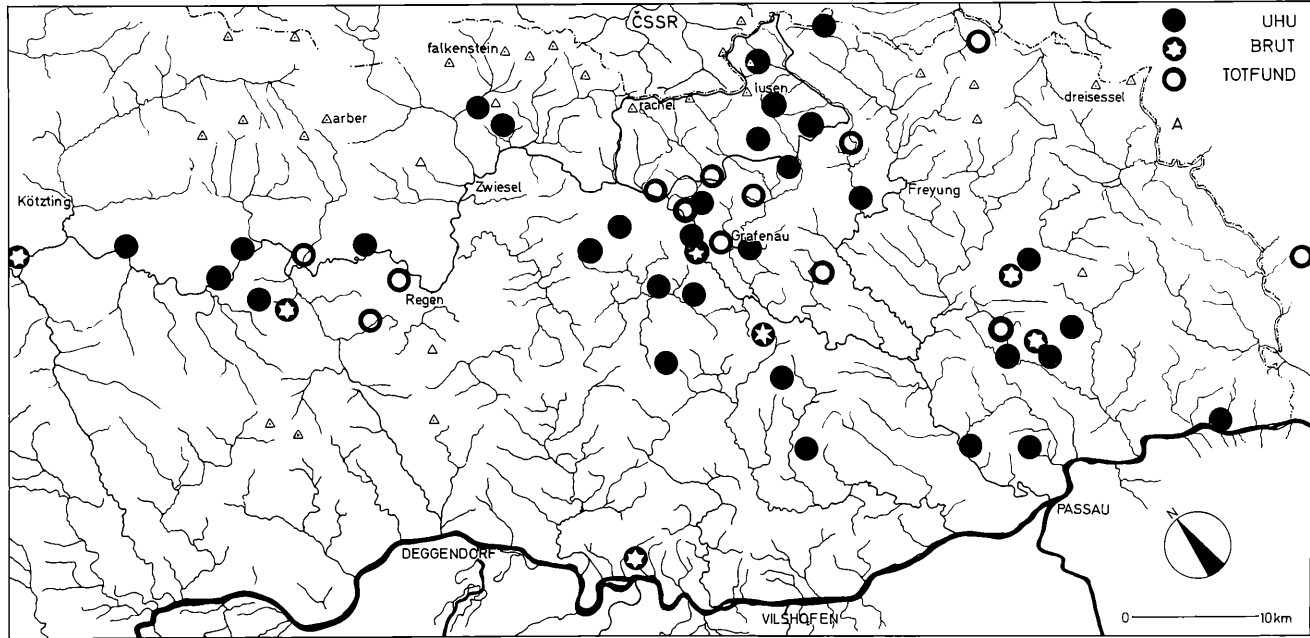 ČSSR
UHU
BRUT
TOTFUND
falkenstein
lusen
rachel
dreisessel
arber
Zwiesel
Kötzting
Freyung
Grafenau
Regen
PASSAU
N
DEGGENDORF
VILSHOFEN
0 10km